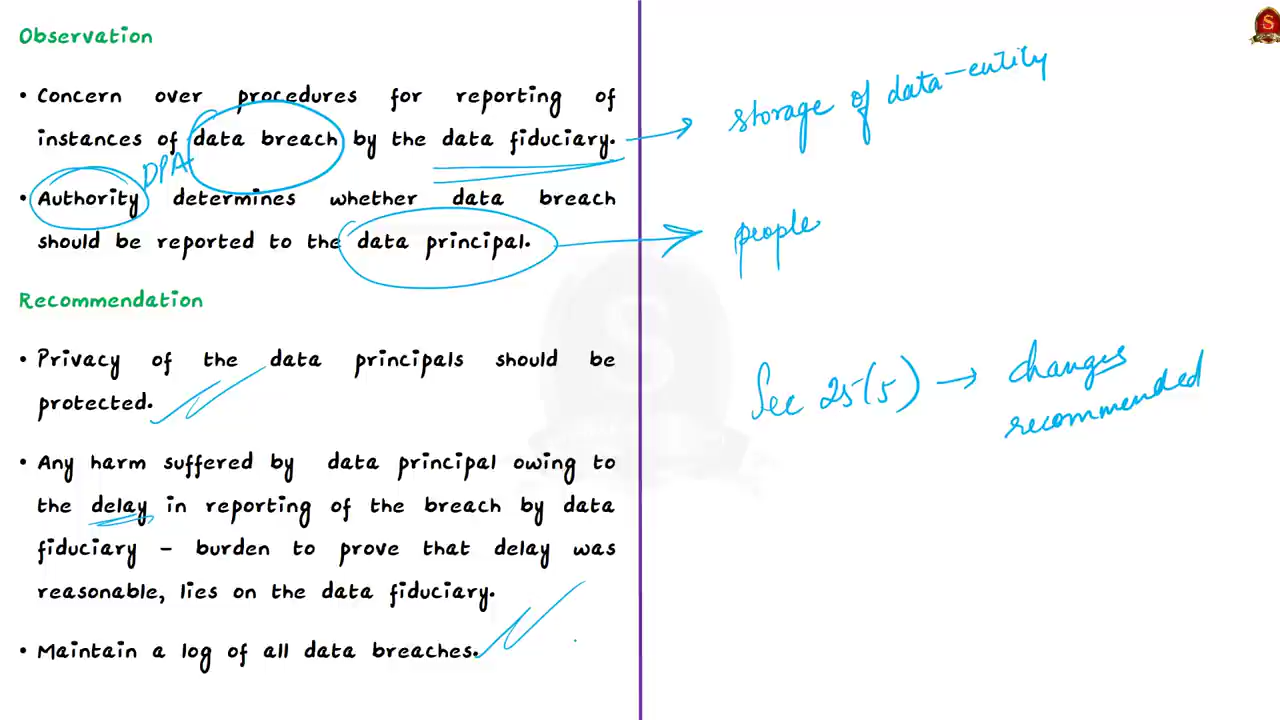 Observation
• Concern over procedures for reporting of
instances of data breach by the data fiduciary.
DPA
• Authority determines whether data breach
should be reported to the data principal.
Recommendation
• Privacy of the data principals should be
protected.
• Any harm suffered by data principal owing to
the delay in reporting of the breach by data
fiduciary – burden to prove that delay was
reasonable, lies on the data fiduciary.
• Maintain a log of all data breaches.
S
storage of data-entity
people
Sec 25(5) → changes
recommended